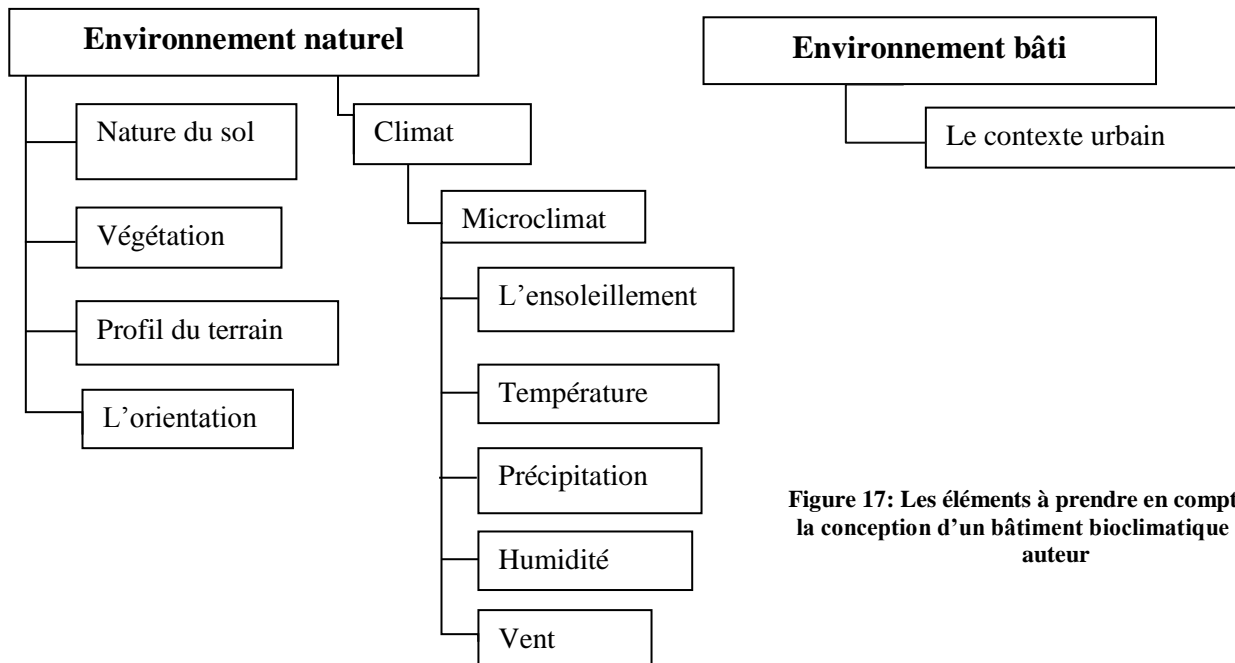 Environnement naturel
Nature du sol
Végétation
Profil du terrain
L’orientation
Climat
Microclimat
L’ensoleillement
Température
Précipitation
Humidité
Vent
Environnement bâti
Le contexte urbain
Figure 17: Les éléments à prendre en compt
la conception d’un bâtiment bioclimatique
auteur